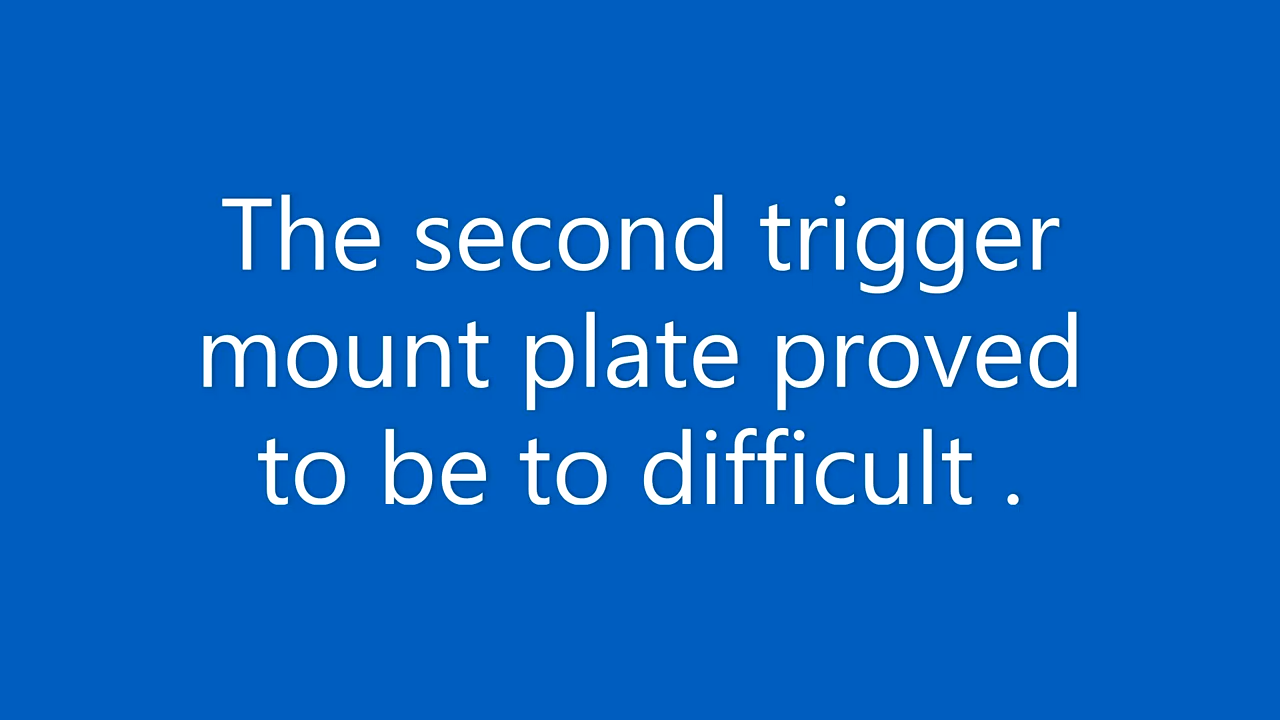 The second trigger
mount plate proved
to be to difficult .